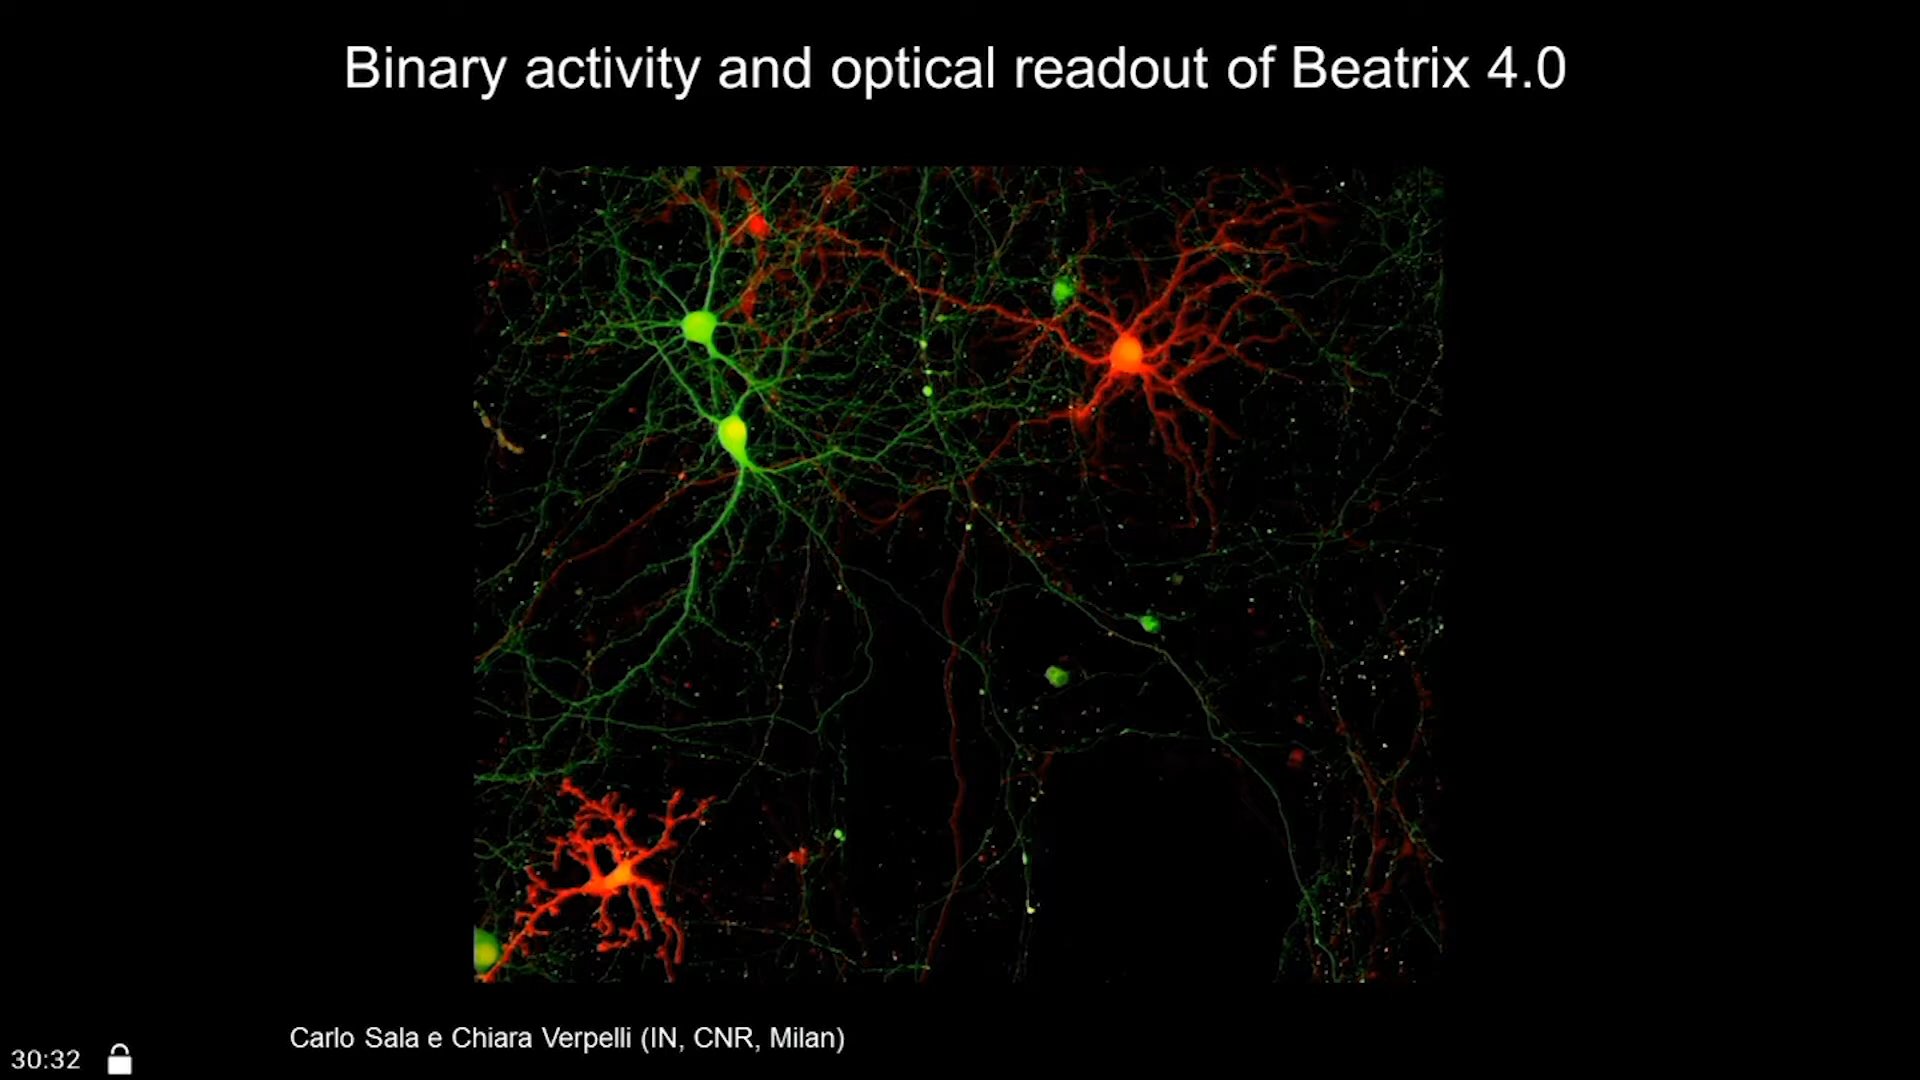 Binary activity and optical readout of Beatrix 4.0
Carlo Sala e Chiara Verpelli (IN, CNR, Milan)
30:32